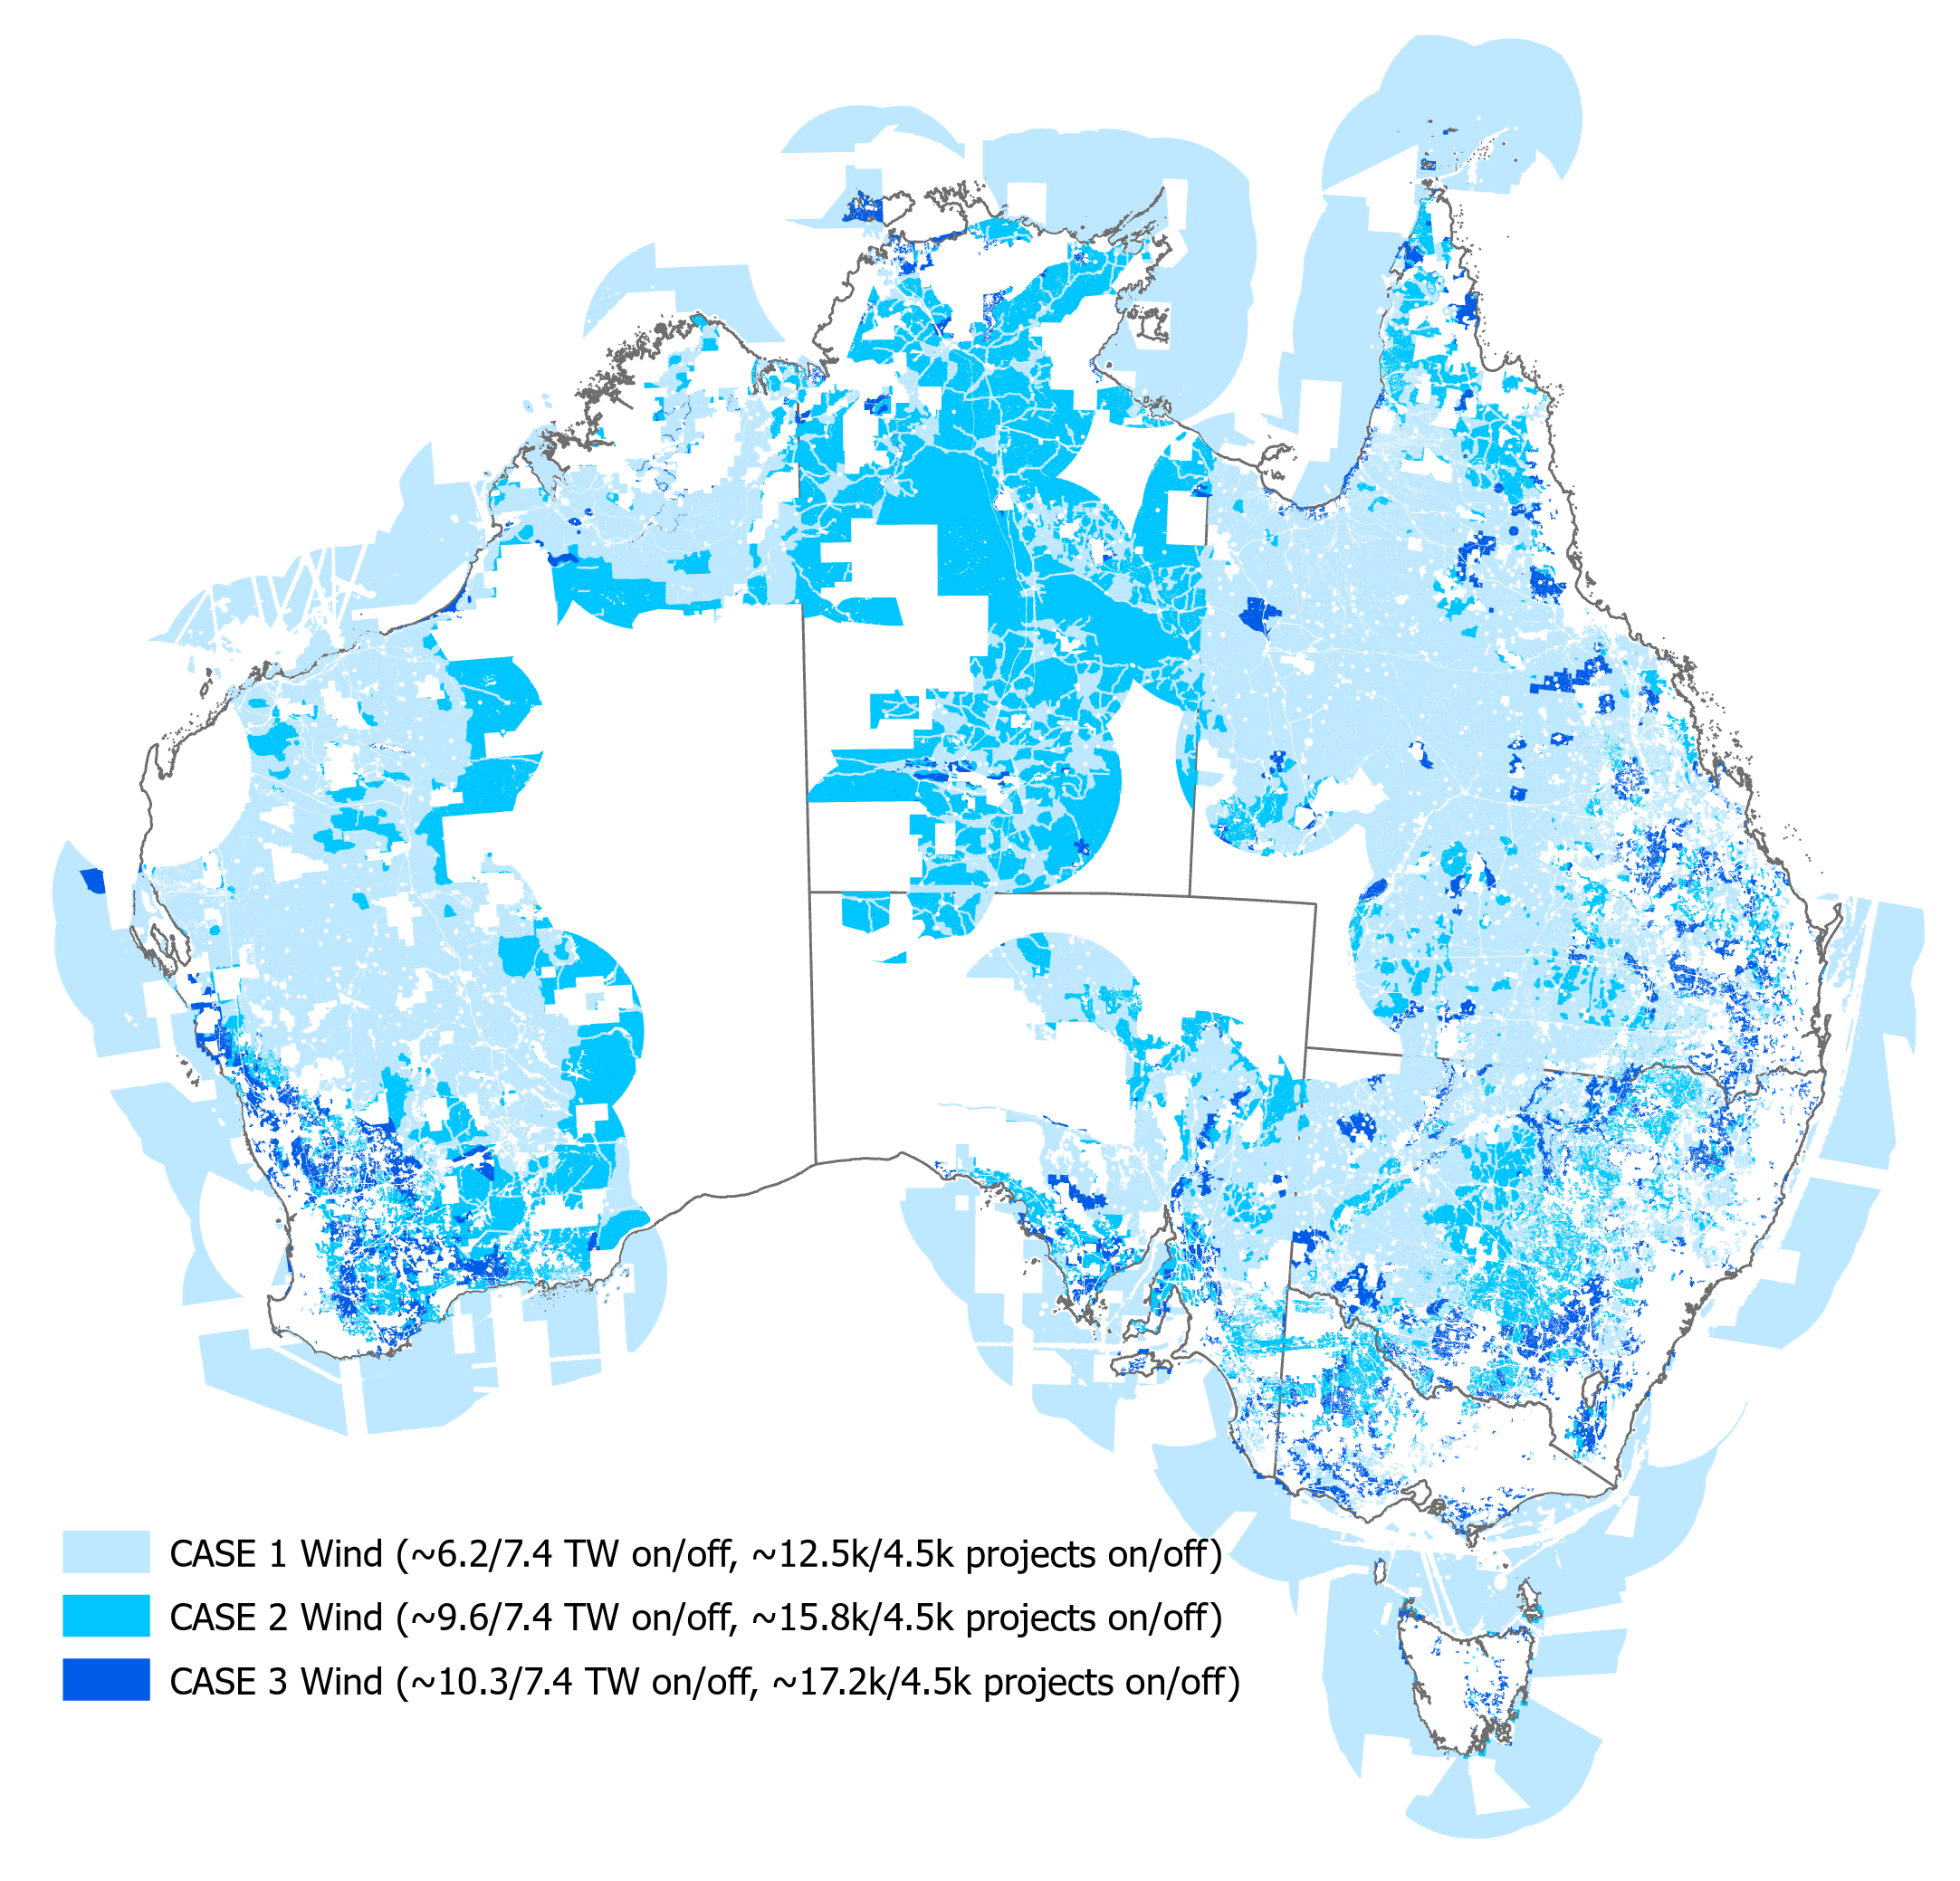 CASE 1 Wind (~6.2/7.4 TW on/off, ~12.5k/4.5k projects on/off)
CASE 2 Wind (~9.6/7.4 TW on/off, ~15.8k/4.5k projects on/off)
CASE 3 Wind (~10.3/7.4 TW on/off, ~17.2k/4.5k projects on/off)